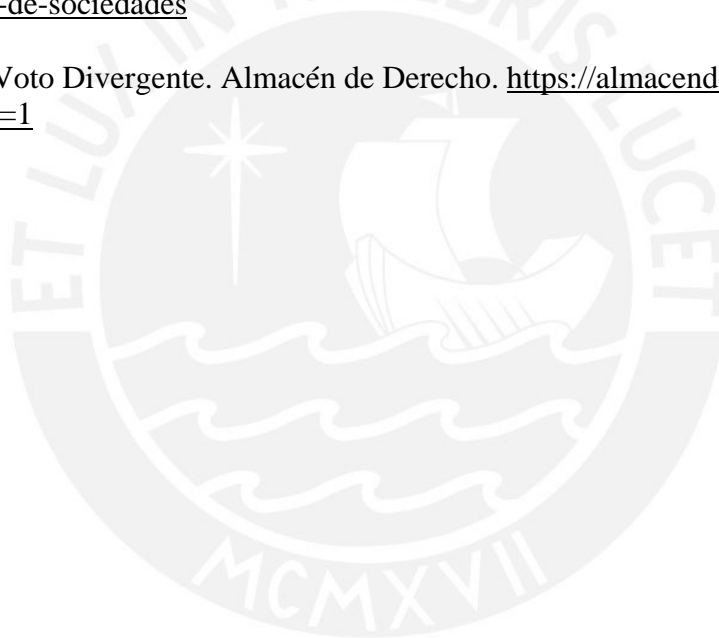 -de-sociedades
Voto Divergente. Almacén de Derecho. https://almacend
=1
ET LUX IN TENEBRIS LUCET
MCMXVII